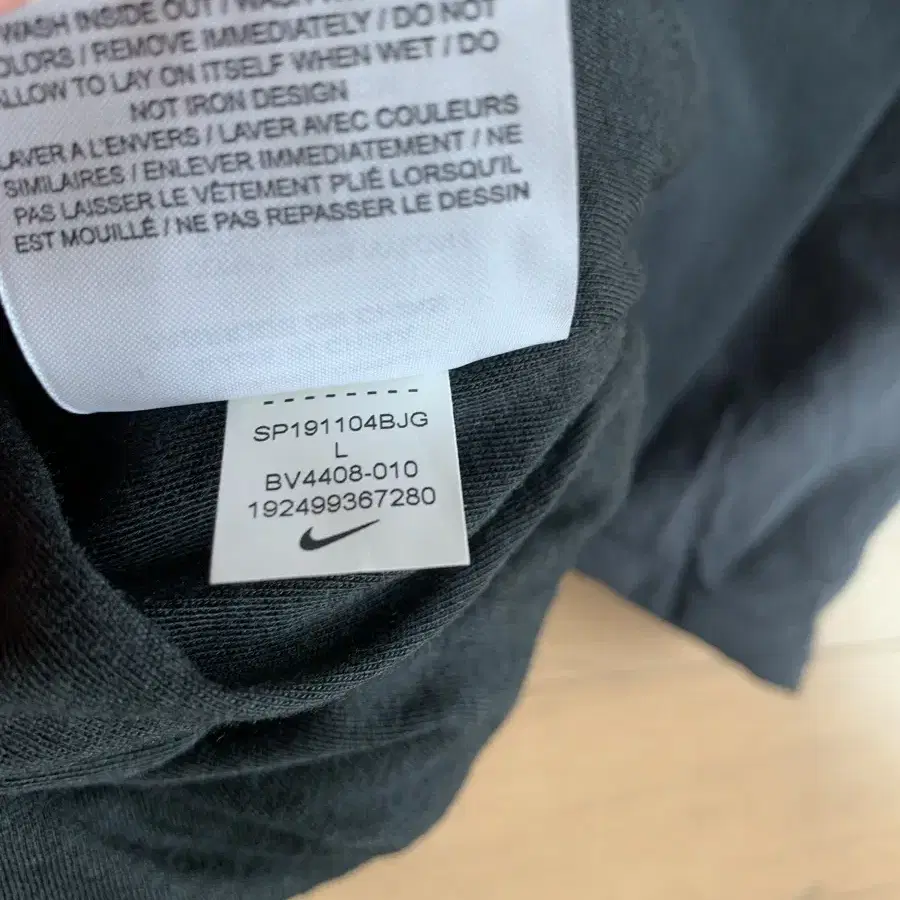 WASH INSIDE OUT / WASH
COLORS / REMOVE IMMEDIATELY / DO NOT
ALLOW TO LAY ON ITSELF WHEN WET / DO
NOT IRON DESIGN
LAVER A L'ENVERS / LAVER AVEC COULEURS
SIMILAIRES / ENLEVER IMMEDIATEMENT / NE
PAS LAISSER LE VÊTEMENT PLIÉ LORSQU'IL
EST MOUILLÉ / NE PAS REPASSER LE DESSIN
SP191104BJG
L
BV4408-010
192499367280